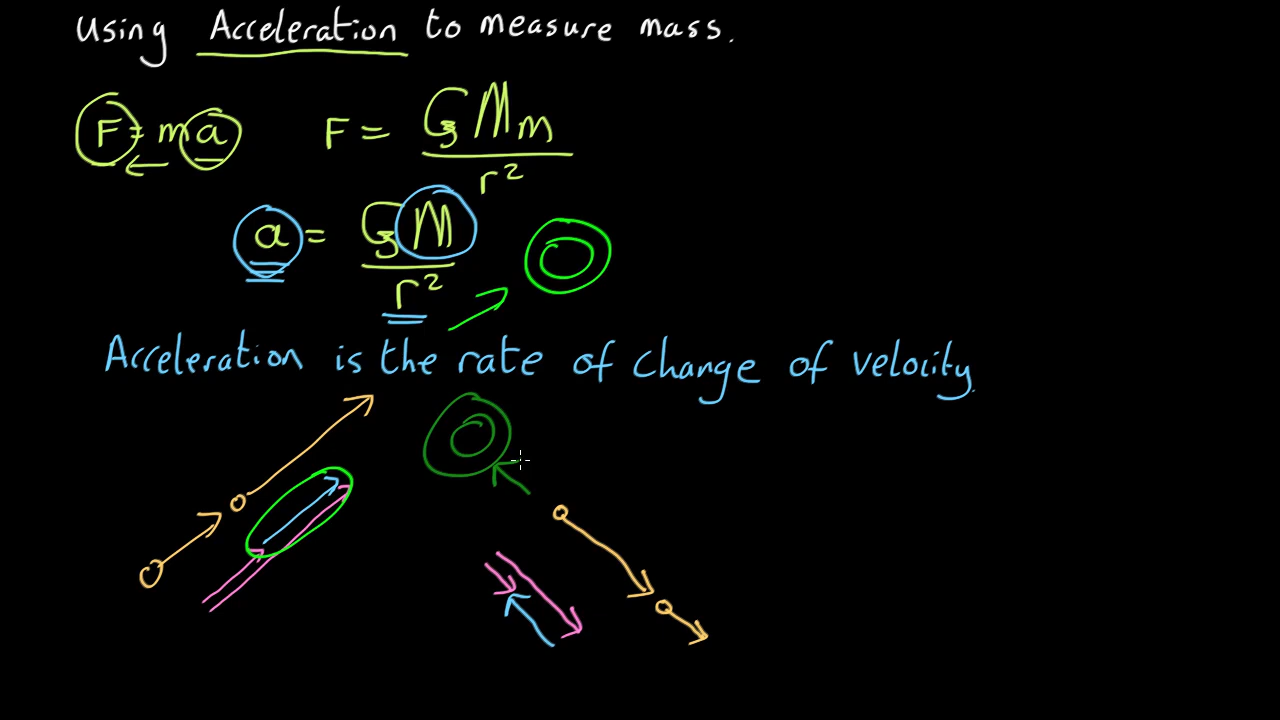 Using Acceleration to measure mass.
F = ma F = GMm / r²
a = GM / r²
Acceleration is the rate of change of velocity.